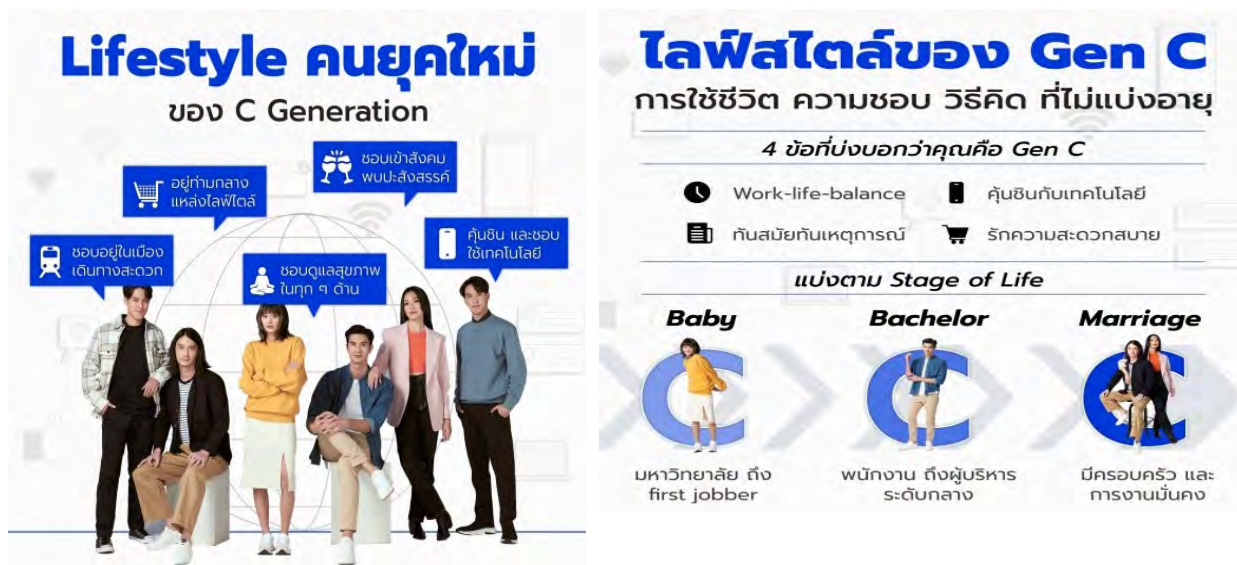 Lifestyle คนยุคใหม่
ของ C Generation
ชอบเข้าสังคม
พบปะสังสรรค์
อยู่ท่ามกลาง
แหล่งไลฟ์ไตล์
ชอบอยู่ในเมือง
เดินทางสะดวก
คุ้นชิน และชอบ
ใช้เทคโนโลยี
ชอบดูแลสุขภาพ
ในทุก ๆ ด้าน
ไลฟ์สไตล์ของ Gen C
การใช้ชีวิต ความชอบ วิธีคิด ที่ไม่แบ่งอายุ
4 ข้อที่บ่งบอกว่าคุณคือ Gen C
Work-life-balance
คุ้นชินกับเทคโนโลยี
ทันสมัยทันเหตุการณ์
รักความสะดวกสบาย
แบ่งตาม Stage of Life
Baby
Bachelor
Marriage
C
C
C
มหาวิทยาลัย ถึง
first jobber
พนักงาน ถึงผู้บริหาร
ระดับกลาง
มีครอบครัว และ
การงานมั่นคง